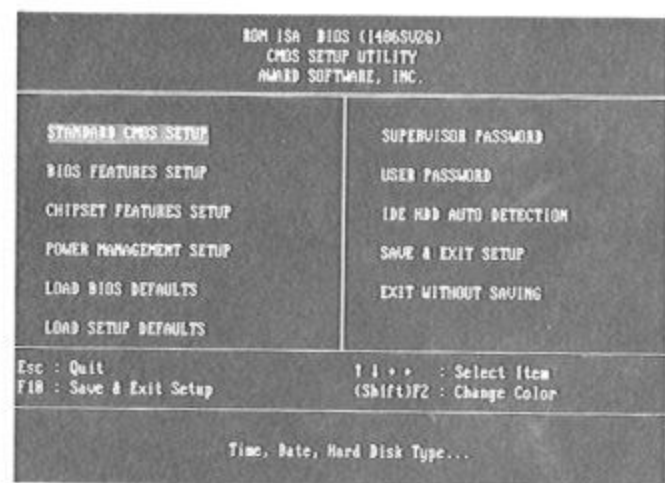 ROM ISA BIOS (I486SV2G)
CMOS SETUP UTILITY
AWARD SOFTWARE, INC.
STANDARD CMOS SETUP
BIOS FEATURES SETUP
CHIPSET FEATURES SETUP
POWER MANAGEMENT SETUP
LOAD BIOS DEFAULTS
LOAD SETUP DEFAULTS
SUPERVISOR PASSWORD
USER PASSWORD
IDE HDD AUTO DETECTION
SAVE & EXIT SETUP
EXIT WITHOUT SAVING
Esc : Quit
F10 : Save & Exit Setup
↑ ↓ → ← : Select Item
(Shift)F2 : Change Color
Time, Date, Hard Disk Type...